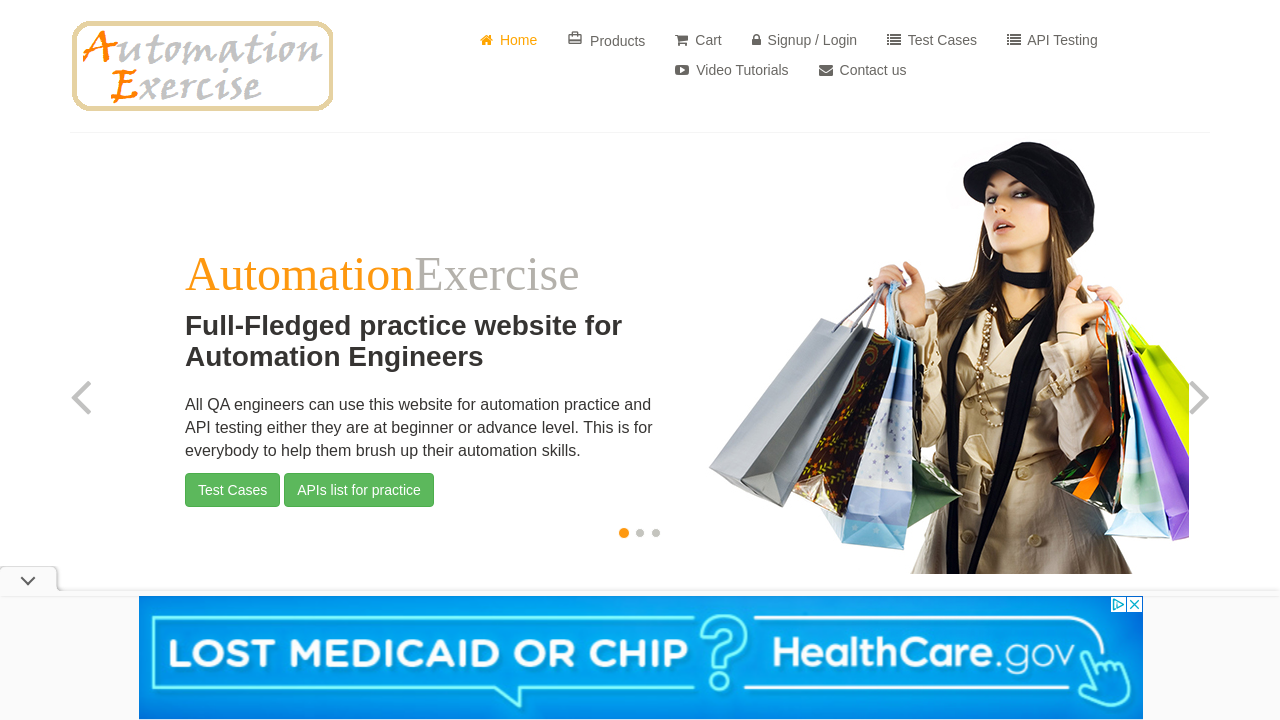 Automation
Exercise
Home
Products
Cart
Signup / Login
Test Cases
API Testing
Video Tutorials
Contact us
AutomationExercise
Full-Fledged practice website for
Automation Engineers
All QA engineers can use this website for automation practice and
API testing either they are at beginner or advance level. This is for
everybody to help them brush up their automation skills.
Test Cases
APIs list for practice
LOST MEDICAID OR CHIP? HealthCare.gov